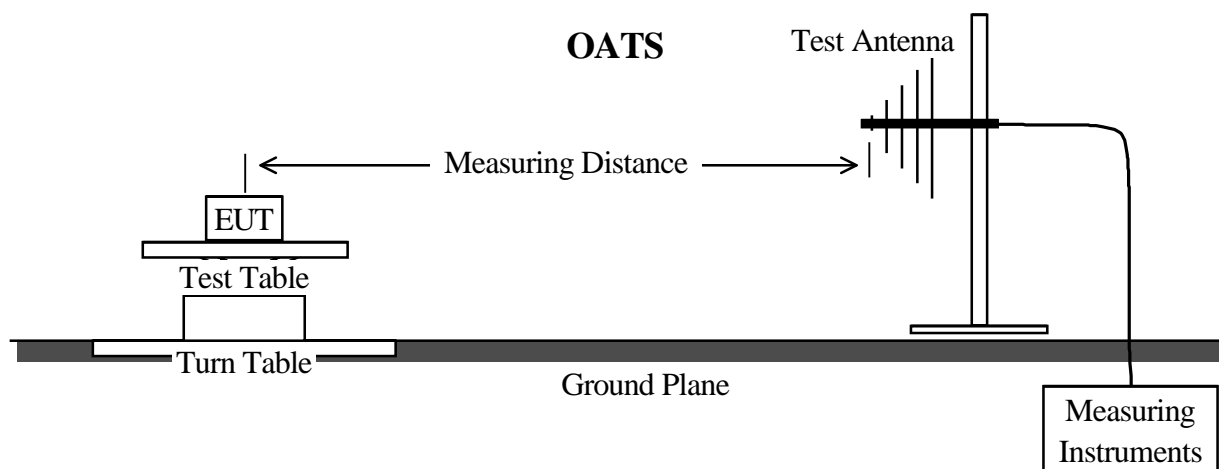 OATS
Test Antenna
Measuring Distance
EUT
Test Table
Turn Table
Ground Plane
Measuring
Instruments